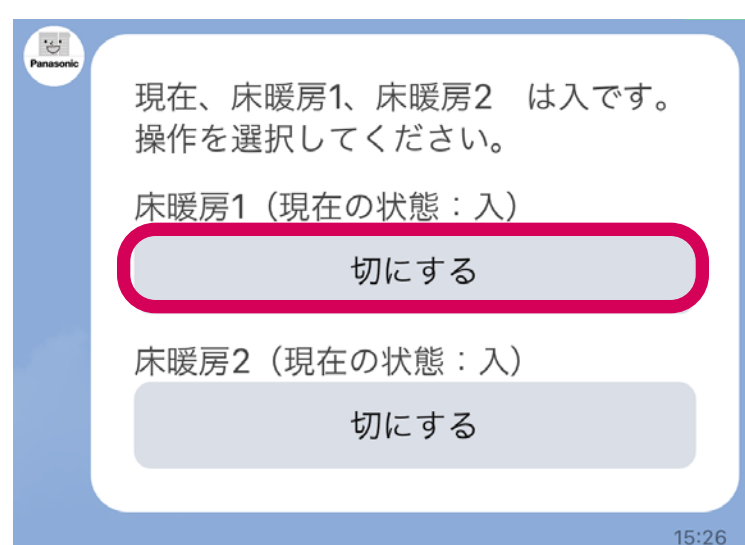 Panasonic
現在、床暖房1、床暖房2　は入です。
操作を選択してください。
床暖房1（現在の状態：入）
切にする
床暖房2（現在の状態：入）
切にする
15:26